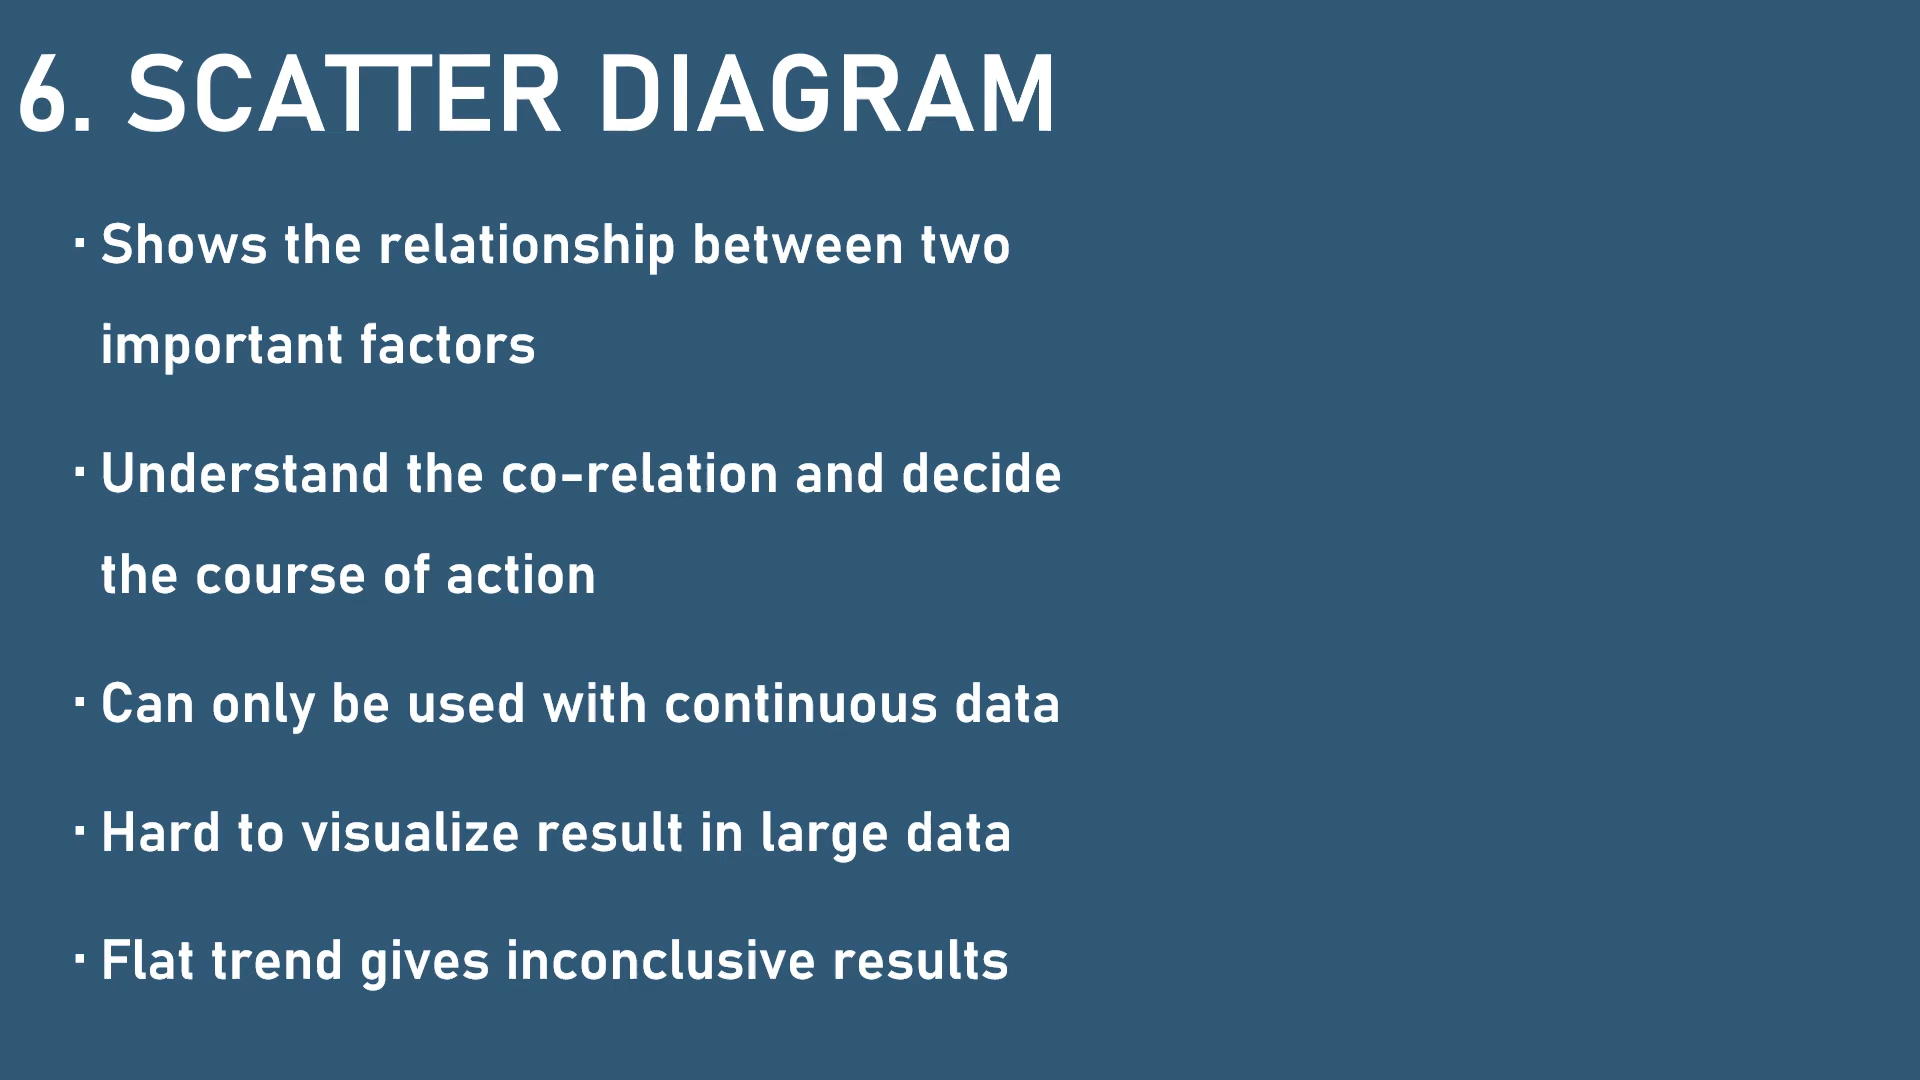 6. SCATTER DIAGRAM
· Shows the relationship between two
important factors
· Understand the co-relation and decide
the course of action
· Can only be used with continuous data
· Hard to visualize result in large data
· Flat trend gives inconclusive results